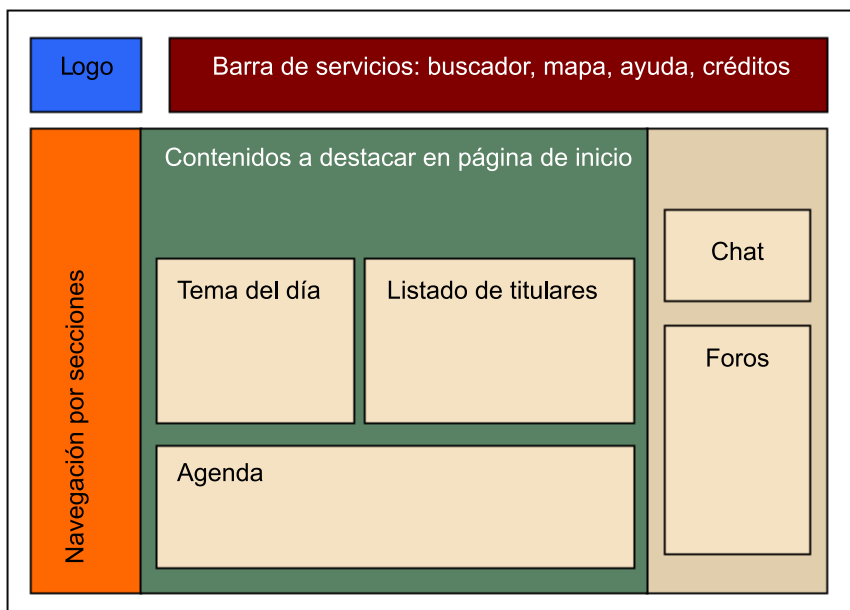 Logo
Barra de servicios: buscador, mapa, ayuda, créditos
Navegación por secciones
Contenidos a destacar en página de inicio
Tema del día
Listado de titulares
Agenda
Chat
Foros